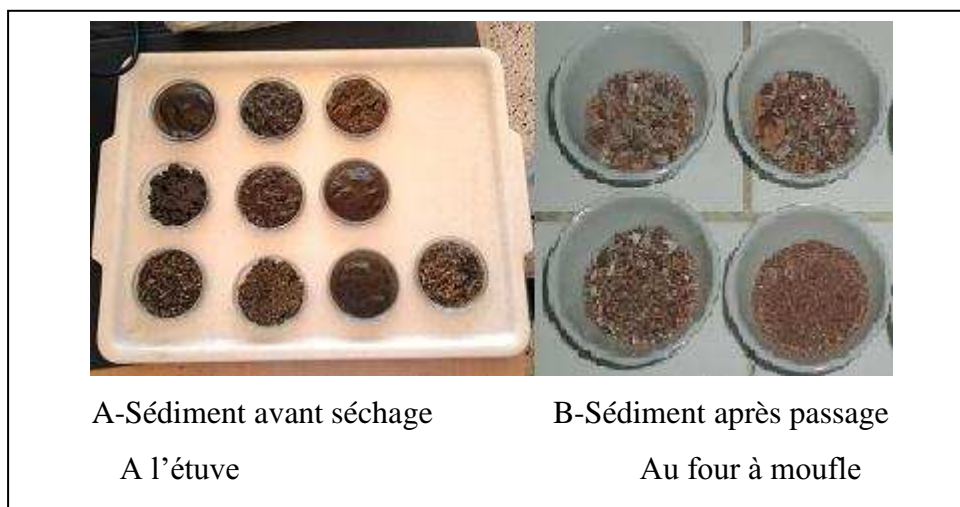 A-Sédiment avant séchage
B-Sédiment après passage
A l'étuve
Au four à moufle